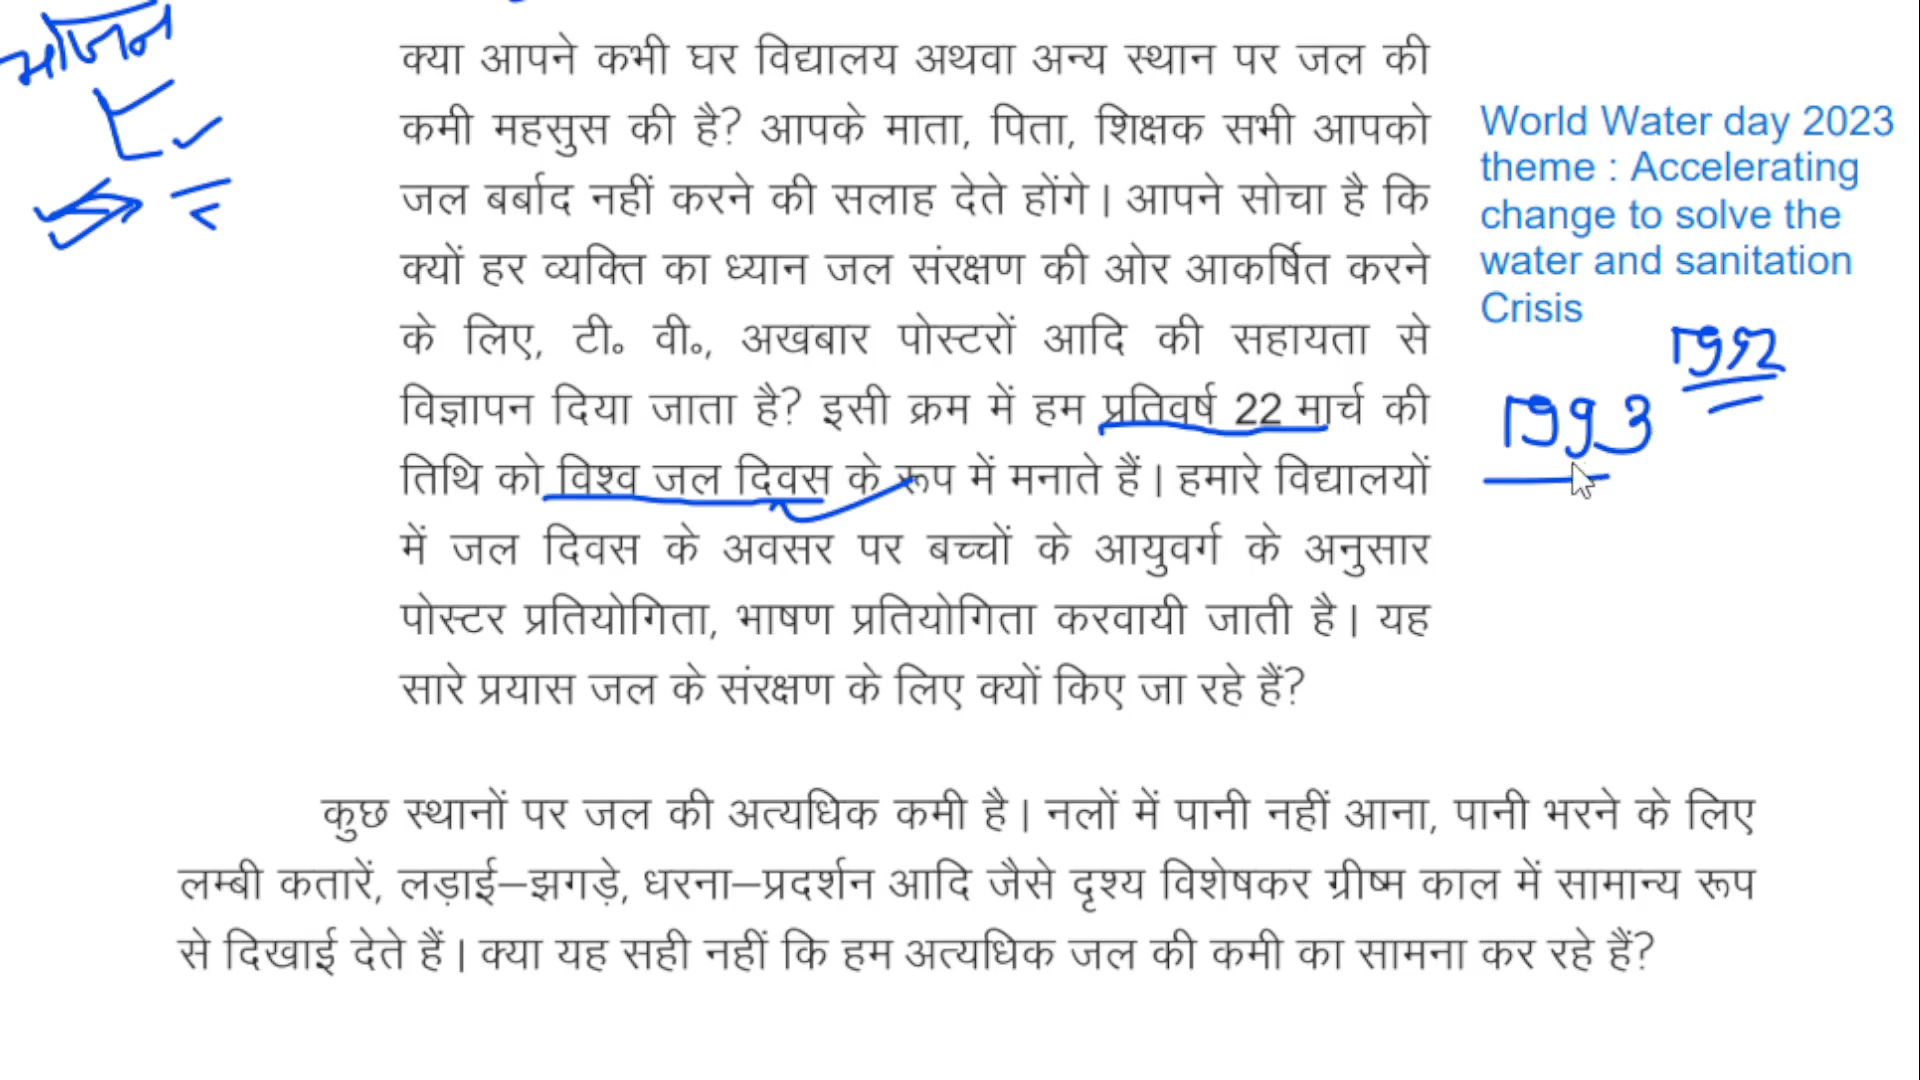 भोजन
क्या आपने कभी घर विद्यालय अथवा अन्य स्थान पर जल की
कमी महसुस की है? आपके माता, पिता, शिक्षक सभी आपको
जल बर्बाद नहीं करने की सलाह देते होंगे। आपने सोचा है कि
क्यों हर व्यक्ति का ध्यान जल संरक्षण की ओर आकर्षित करने
के लिए, टी॰ वी॰, अखबार पोस्टरों आदि की सहायता से
विज्ञापन दिया जाता है? इसी क्रम में हम प्रतिवर्ष 22 मार्च की
तिथि को विश्व जल दिवस के रूप में मनाते हैं। हमारे विद्यालयों
में जल दिवस के अवसर पर बच्चों के आयुवर्ग के अनुसार
पोस्टर प्रतियोगिता, भाषण प्रतियोगिता करवायी जाती है। यह
सारे प्रयास जल के संरक्षण के लिए क्यों किए जा रहे हैं?
World Water day 2023
theme : Accelerating
change to solve the
water and sanitation
Crisis
1992
1993
कुछ स्थानों पर जल की अत्यधिक कमी है। नलों में पानी नहीं आना, पानी भरने के लिए
लम्बी कतारें, लड़ाई–झगड़े, धरना–प्रदर्शन आदि जैसे दृश्य विशेषकर ग्रीष्म काल में सामान्य रूप
से दिखाई देते हैं। क्या यह सही नहीं कि हम अत्यधिक जल की कमी का सामना कर रहे हैं?